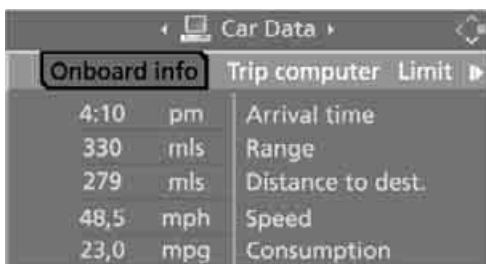 Car Data
Onboard info Trip computer Limit
4:10 pm Arrival time
330 mls Range
279 mls Distance to dest.
48,5 mph Speed
23,0 mpg Consumption